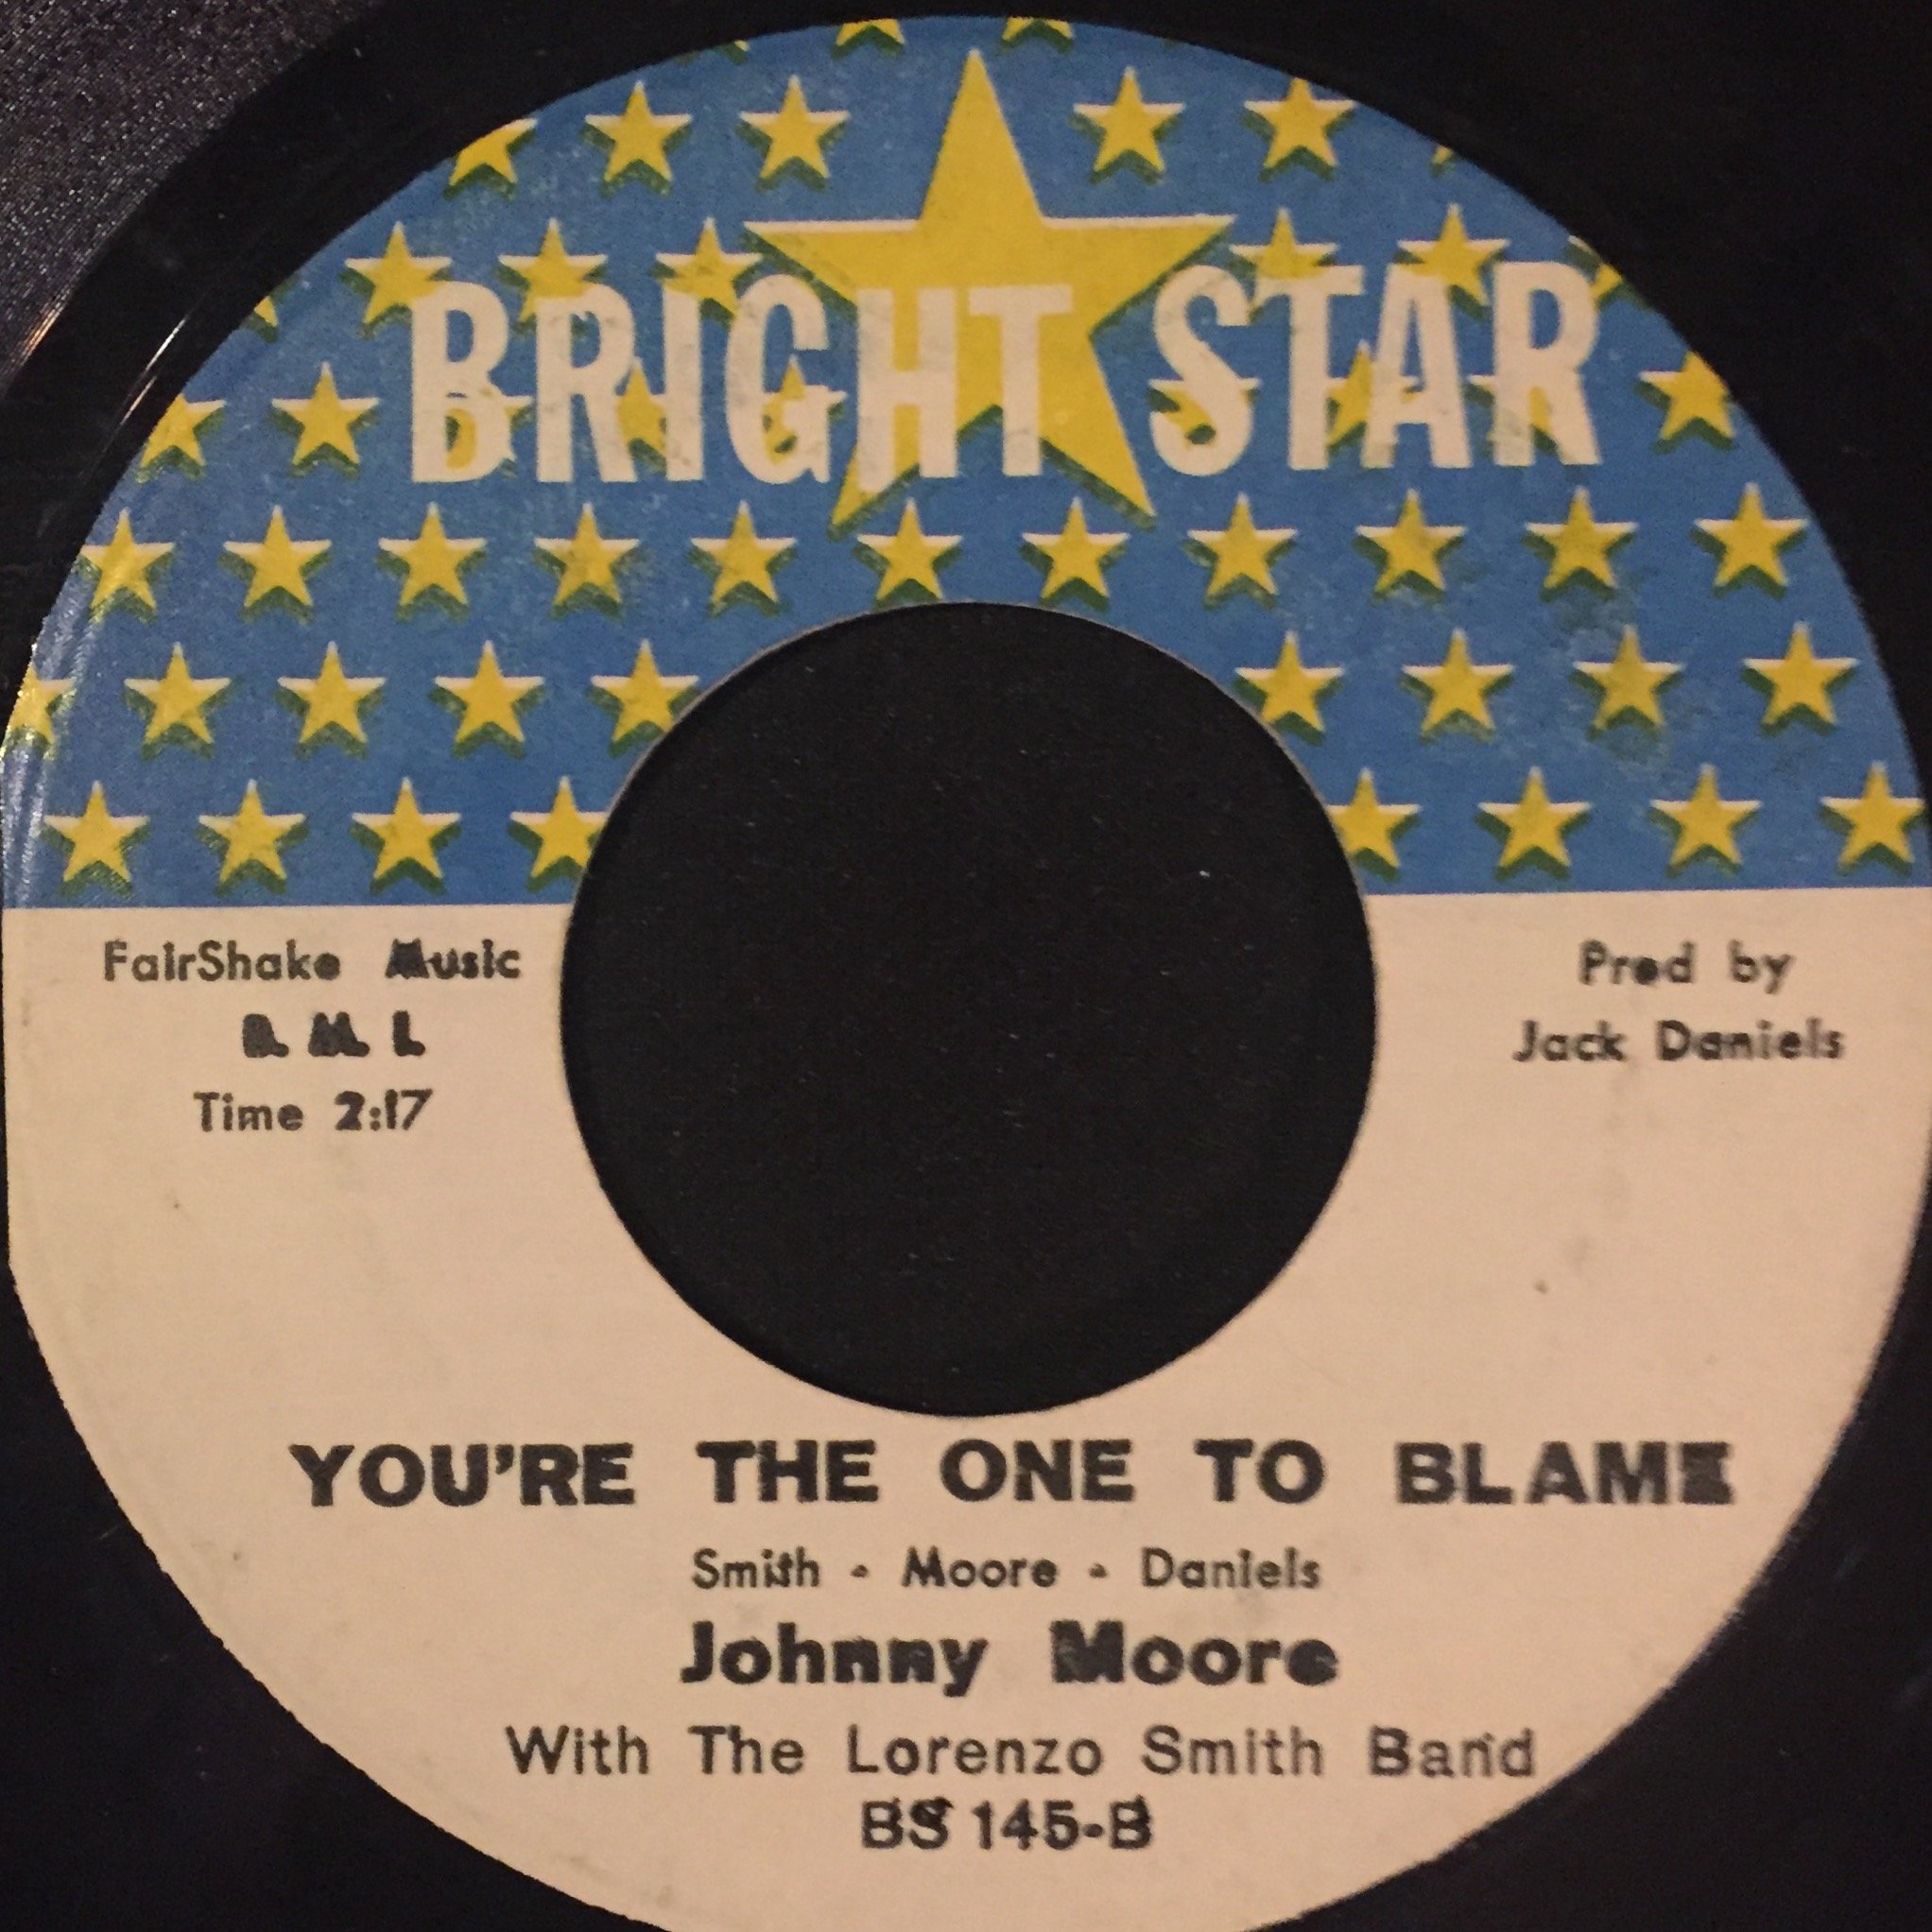 BRIGHT STAR
FairShake Music
B. M. I.
Time 2:17
Prod by
Jack Daniels
YOU'RE THE ONE TO BLAME
Smith - Moore - Daniels
Johnny Moore
With The Lorenzo Smith Band
BS 145-B